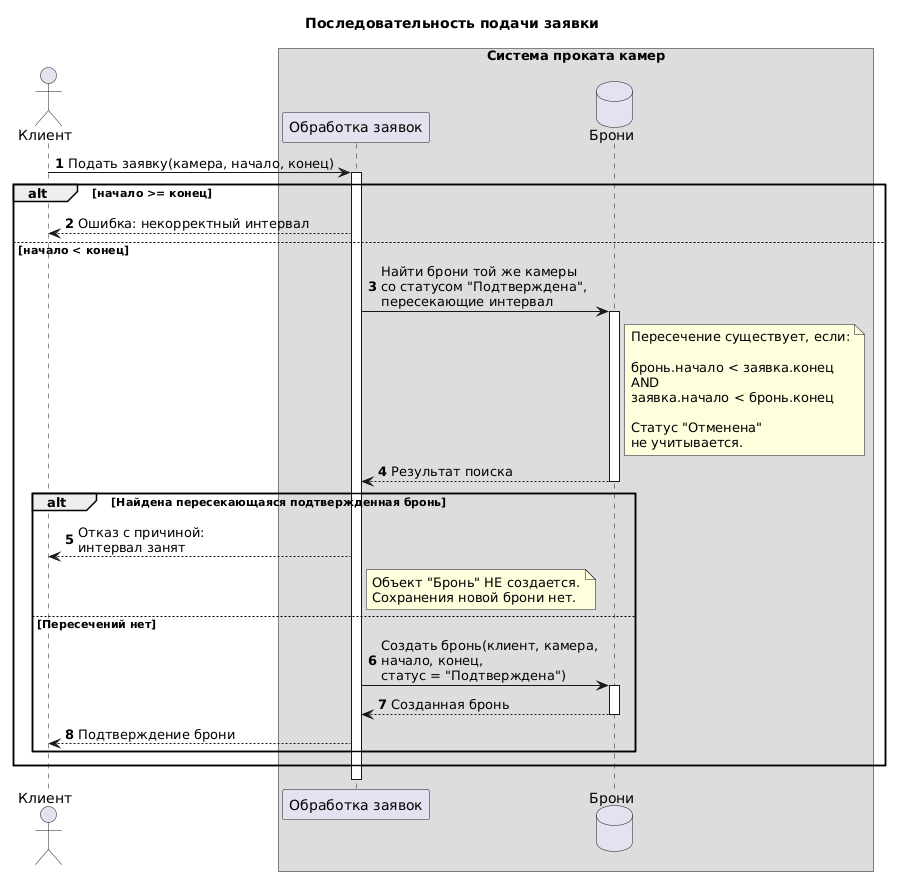 Последовательность подачи заявки
Система проката камер
Клиент
Обработка заявок
Брони
1 Подать заявку(камера, начало, конец)
alt [начало >= конец]
2 Ошибка: некорректный интервал
[начало < конец]
3 Найти брони той же камеры
со статусом "Подтверждена",
пересекающие интервал
Пересечение существует, если:
бронь.начало < заявка.конец
AND
заявка.начало < бронь.конец
Статус "Отменена"
не учитывается.
4 Результат поиска
alt [Найдена пересекающаяся подтвержденная бронь]
5 Отказ с причиной:
интервал занят
Объект "Бронь" НЕ создается.
Сохранения новой брони нет.
[Пересечений нет]
6 Создать бронь(клиент, камера,
начало, конец,
статус = "Подтверждена")
7 Созданная бронь
8 Подтверждение брони
Клиент
Обработка заявок
Брони